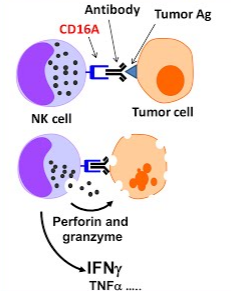 Antibody
Tumor Ag
CD16A
NK cell
Tumor cell
Perforin and
granzyme
IFNγ
TNFα .....